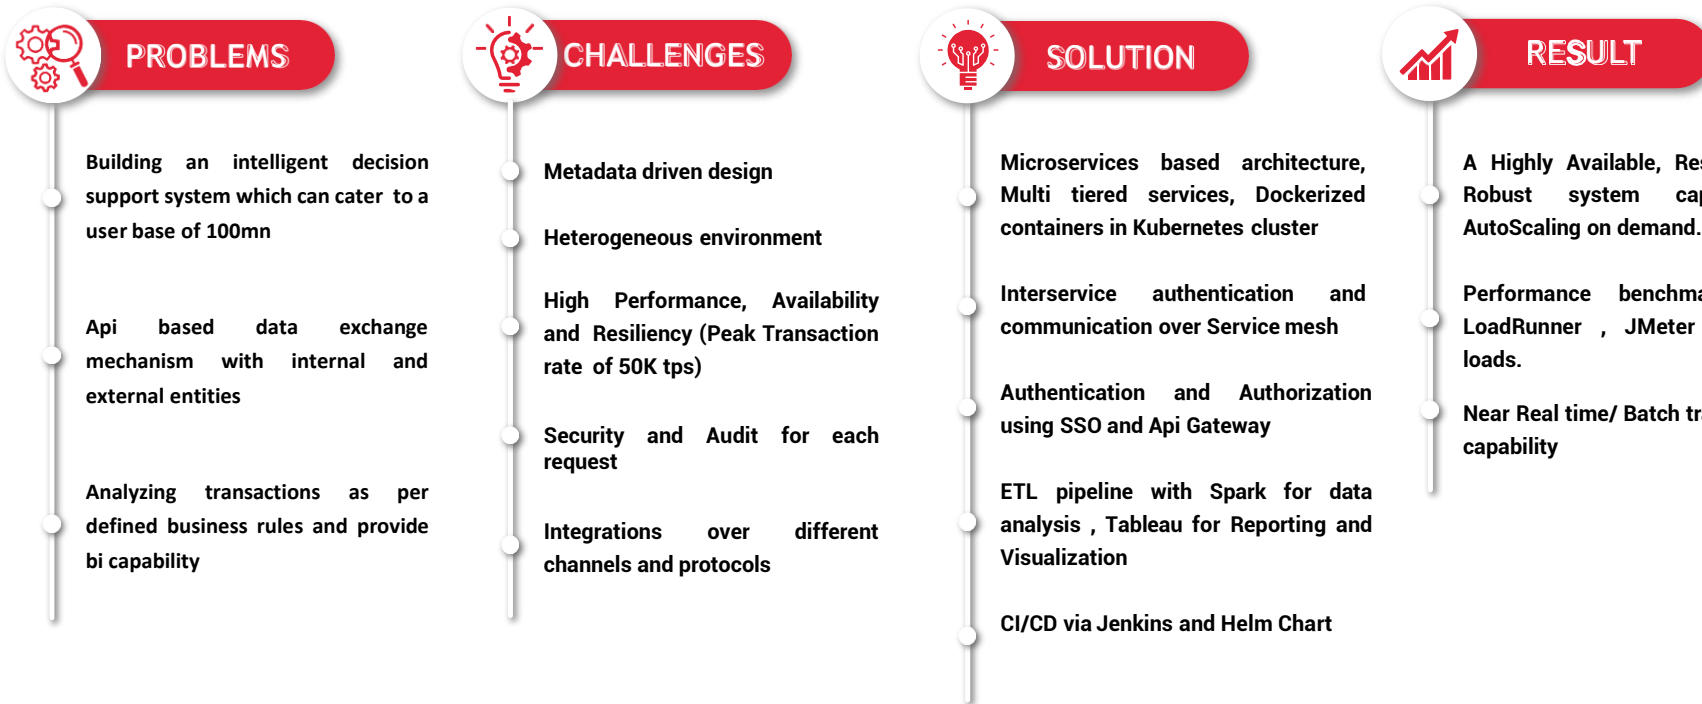 PROBLEMS
Building an intelligent decision
support system which can cater to a
user base of 100mn
Api based data exchange
mechanism with internal and
external entities
Analyzing transactions as per
defined business rules and provide
bi capability
CHALLENGES
Metadata driven design
Heterogeneous environment
High Performance, Availability
and Resiliency (Peak Transaction
rate of 50K tps)
Security and Audit for each
request
Integrations over different
channels and protocols
SOLUTION
Microservices based architecture,
Multi tiered services, Dockerized
containers in Kubernetes cluster
Interservice authentication and
communication over Service mesh
Authentication and Authorization
using SSO and Api Gateway
ETL pipeline with Spark for data
analysis , Tableau for Reporting and
Visualization
CI/CD via Jenkins and Helm Chart
RESULT
A Highly Available,
Robust system
AutoScaling on demand.
Performance
LoadRunner , JMeter
loads.
Near Real time/ Batch
capability